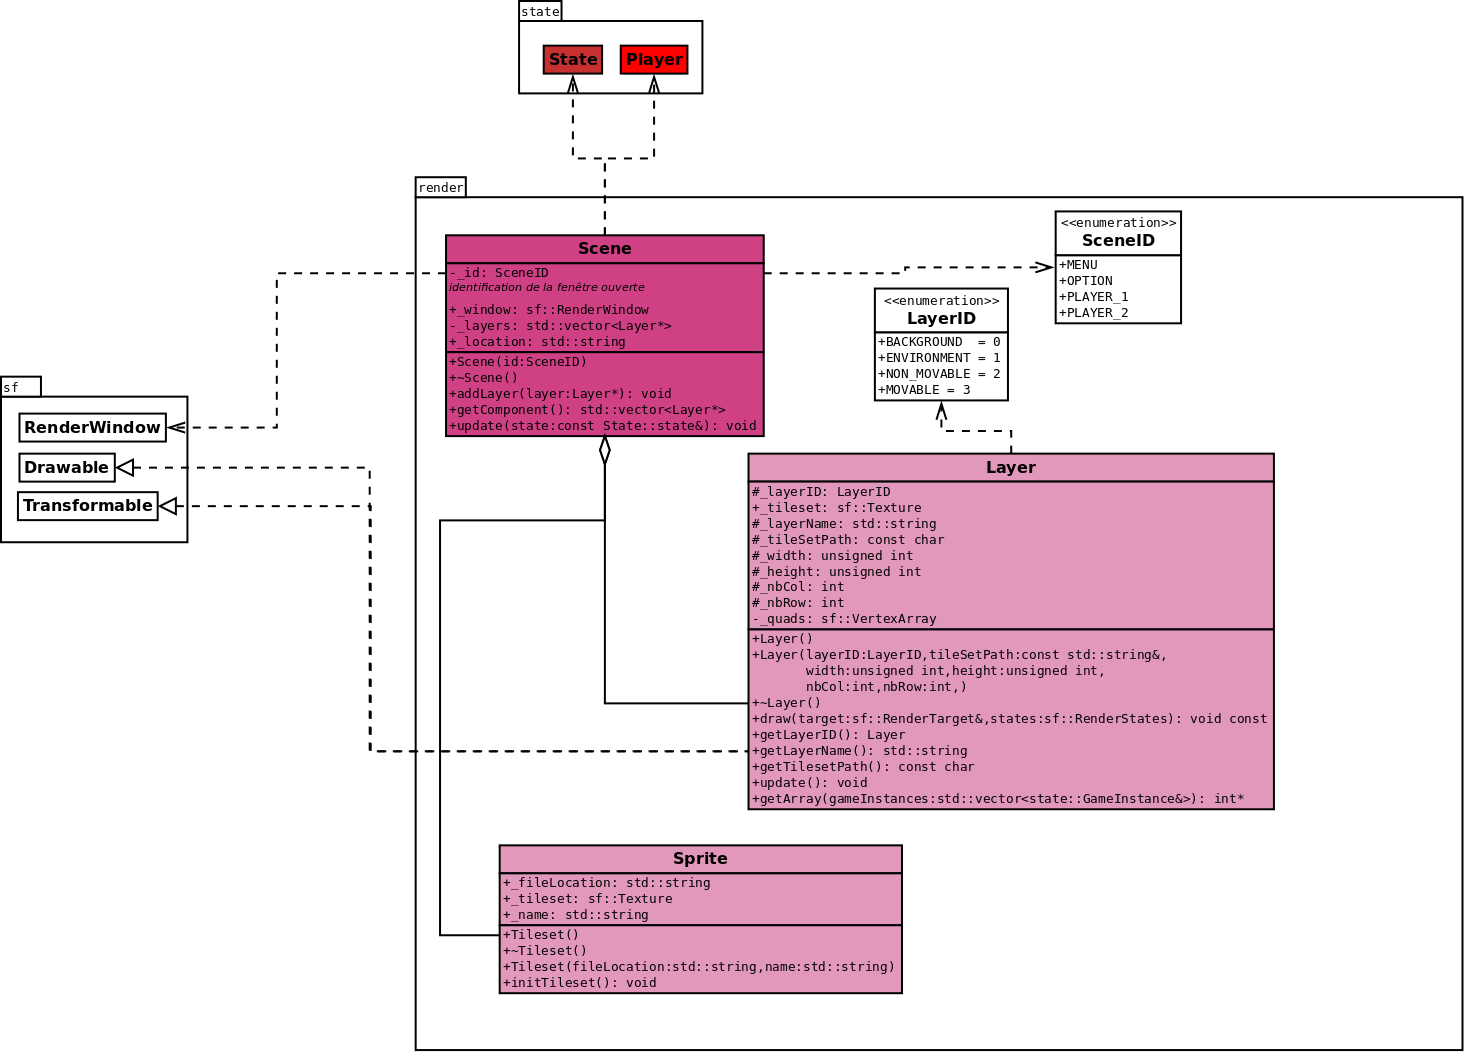 state
State
Player
render
Scene
-_id: SceneID
identification de la fenêtre ouverte
+_window: sf::RenderWindow
-_layers: std::vector<Layer*>
+_location: std::string
+Scene(id:SceneID)
+~Scene()
+addLayer(layer:Layer*): void
+getComponent(): std::vector<Layer*>
+update(state:const State::state&): void
<<enumeration>>
SceneID
+MENU
+OPTION
+PLAYER_1
+PLAYER_2
<<enumeration>>
LayerID
+BACKGROUND  = 0
+ENVIRONMENT = 1
+NON_MOVABLE = 2
+MOVABLE = 3
sf
RenderWindow
Drawable
Transformable
Layer
#_layerID: LayerID
+_tileset: sf::Texture
#_layerName: std::string
#_tileSetPath: const char
#_width: unsigned int
#_height: unsigned int
#_nbCol: int
#_nbRow: int
-_quads: sf::VertexArray
+Layer()
+Layer(layerID:LayerID,tileSetPath:const std::string&,
width:unsigned int,height:unsigned int,
nbCol:int,nbRow:int,)
+~Layer()
+draw(target:sf::RenderTarget&,states:sf::RenderStates): void const
+getLayerID(): Layer
+getLayerName(): std::string
+getTilesetPath(): const char
+update(): void
+getArray(gameInstances:std::vector<state::GameInstance&>): int*
Sprite
+_fileLocation: std::string
+_tileset: sf::Texture
+_name: std::string
+Tileset()
+~Tileset()
+Tileset(fileLocation:std::string,name:std::string)
+initTileset(): void